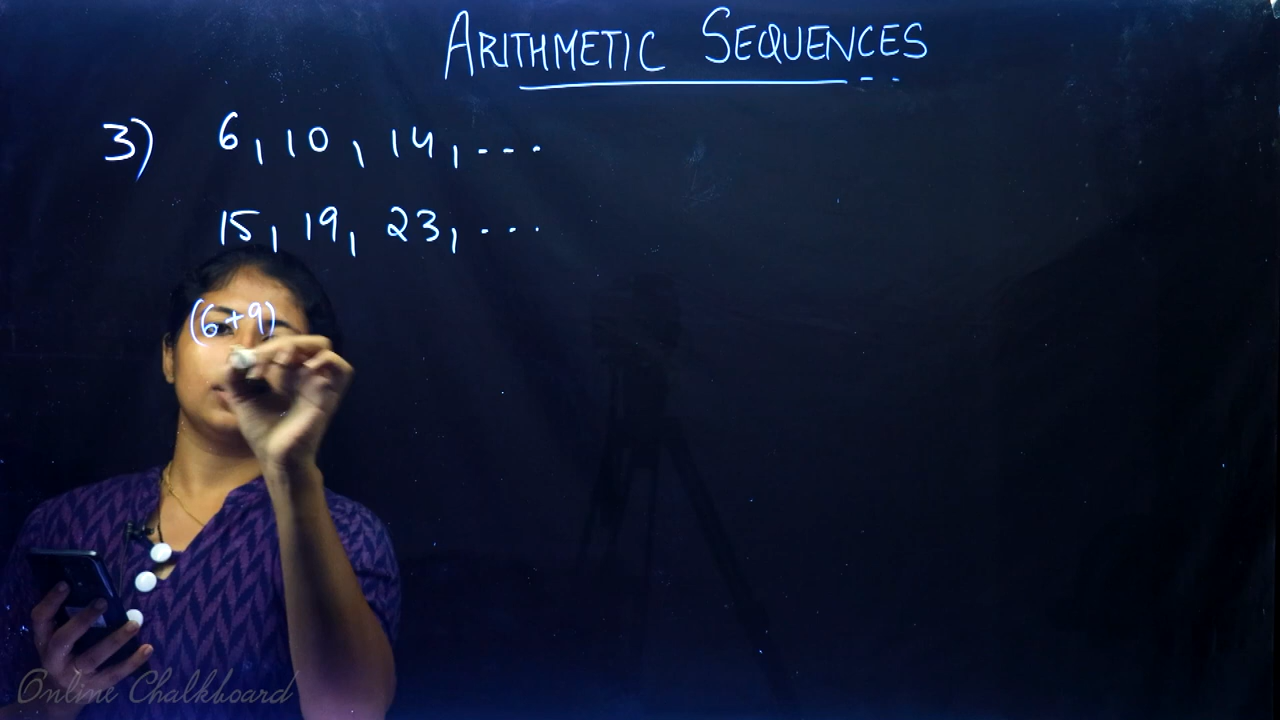 ARITHMETIC SEQUENCES
3) 6, 10, 14, ...
15, 19, 23, ...
(6+9)
Online Chalkboard